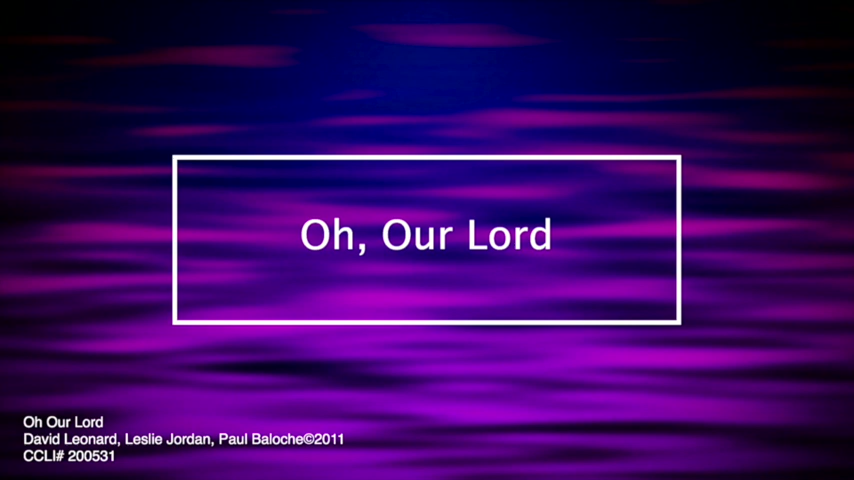 Oh, Our Lord
Oh Our Lord
David Leonard, Leslie Jordan, Paul Baloche©2011
CCLI# 200531